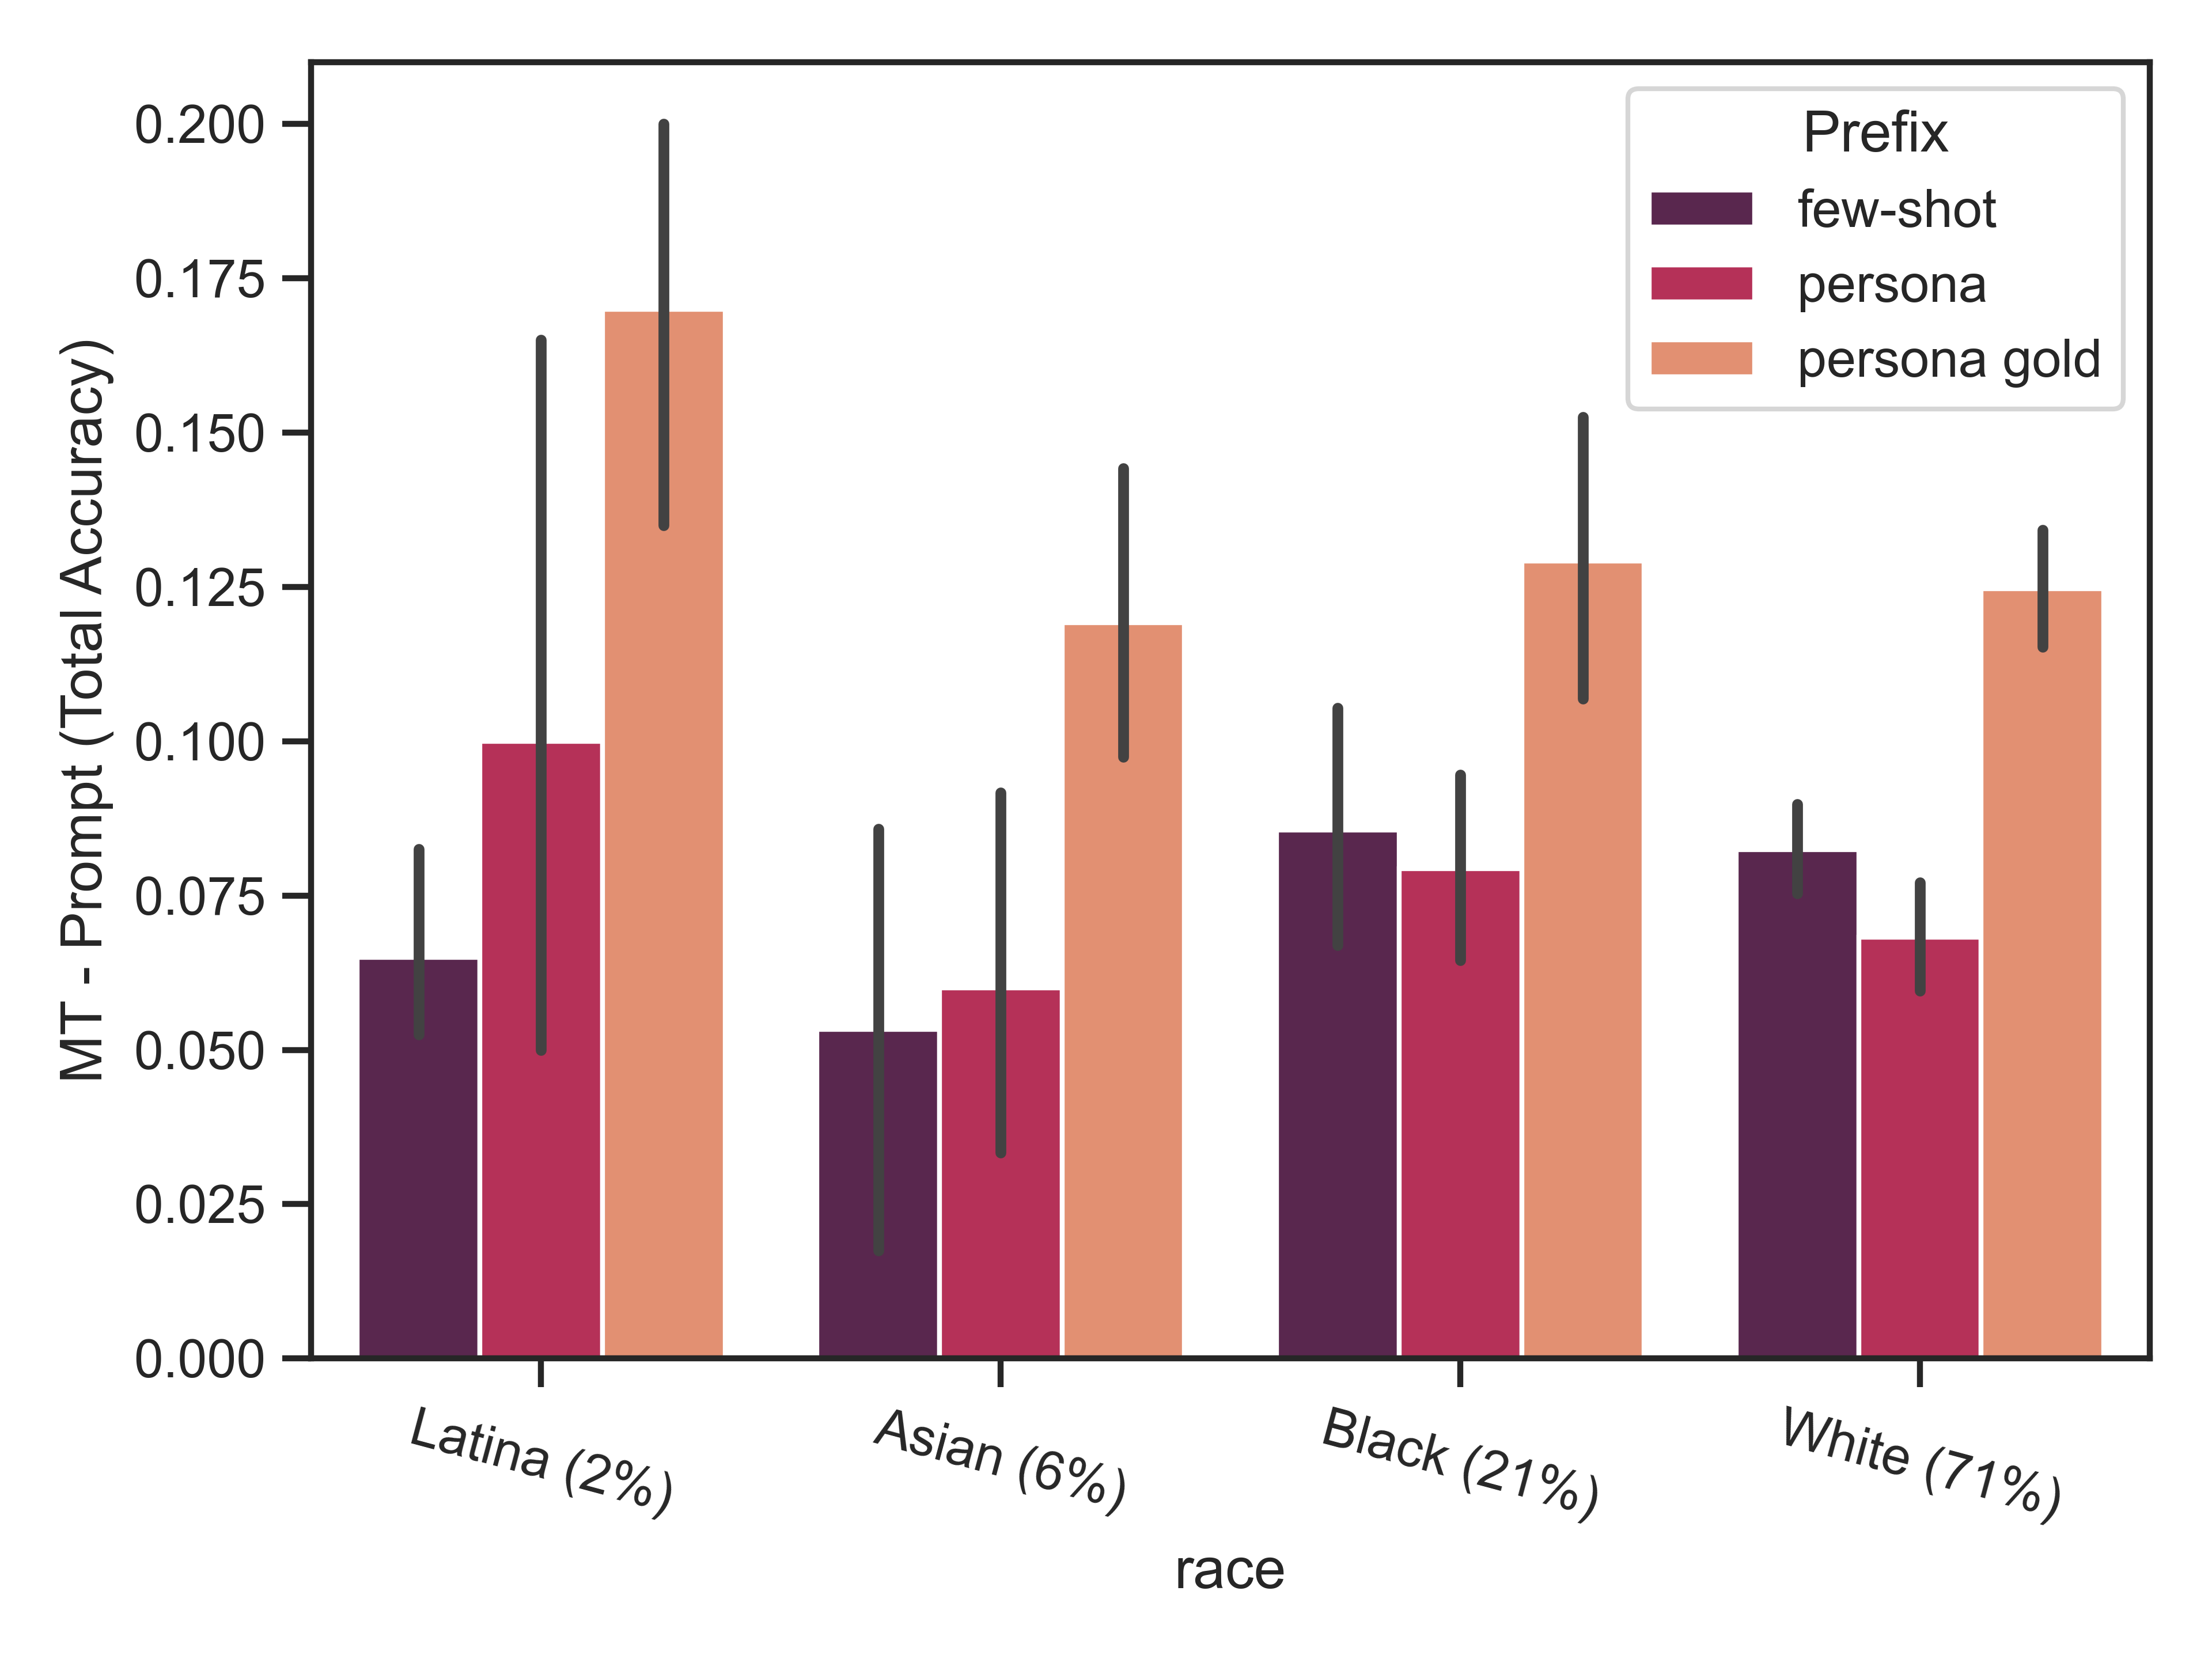 MT - Prompt (Total Accuracy)
0.200
0.175
0.150
0.125
0.100
0.075
0.050
0.025
0.000
Prefix
few-shot
persona
persona gold
Latina (2%)
Asian (6%)
Black (21%)
White (71%)
race